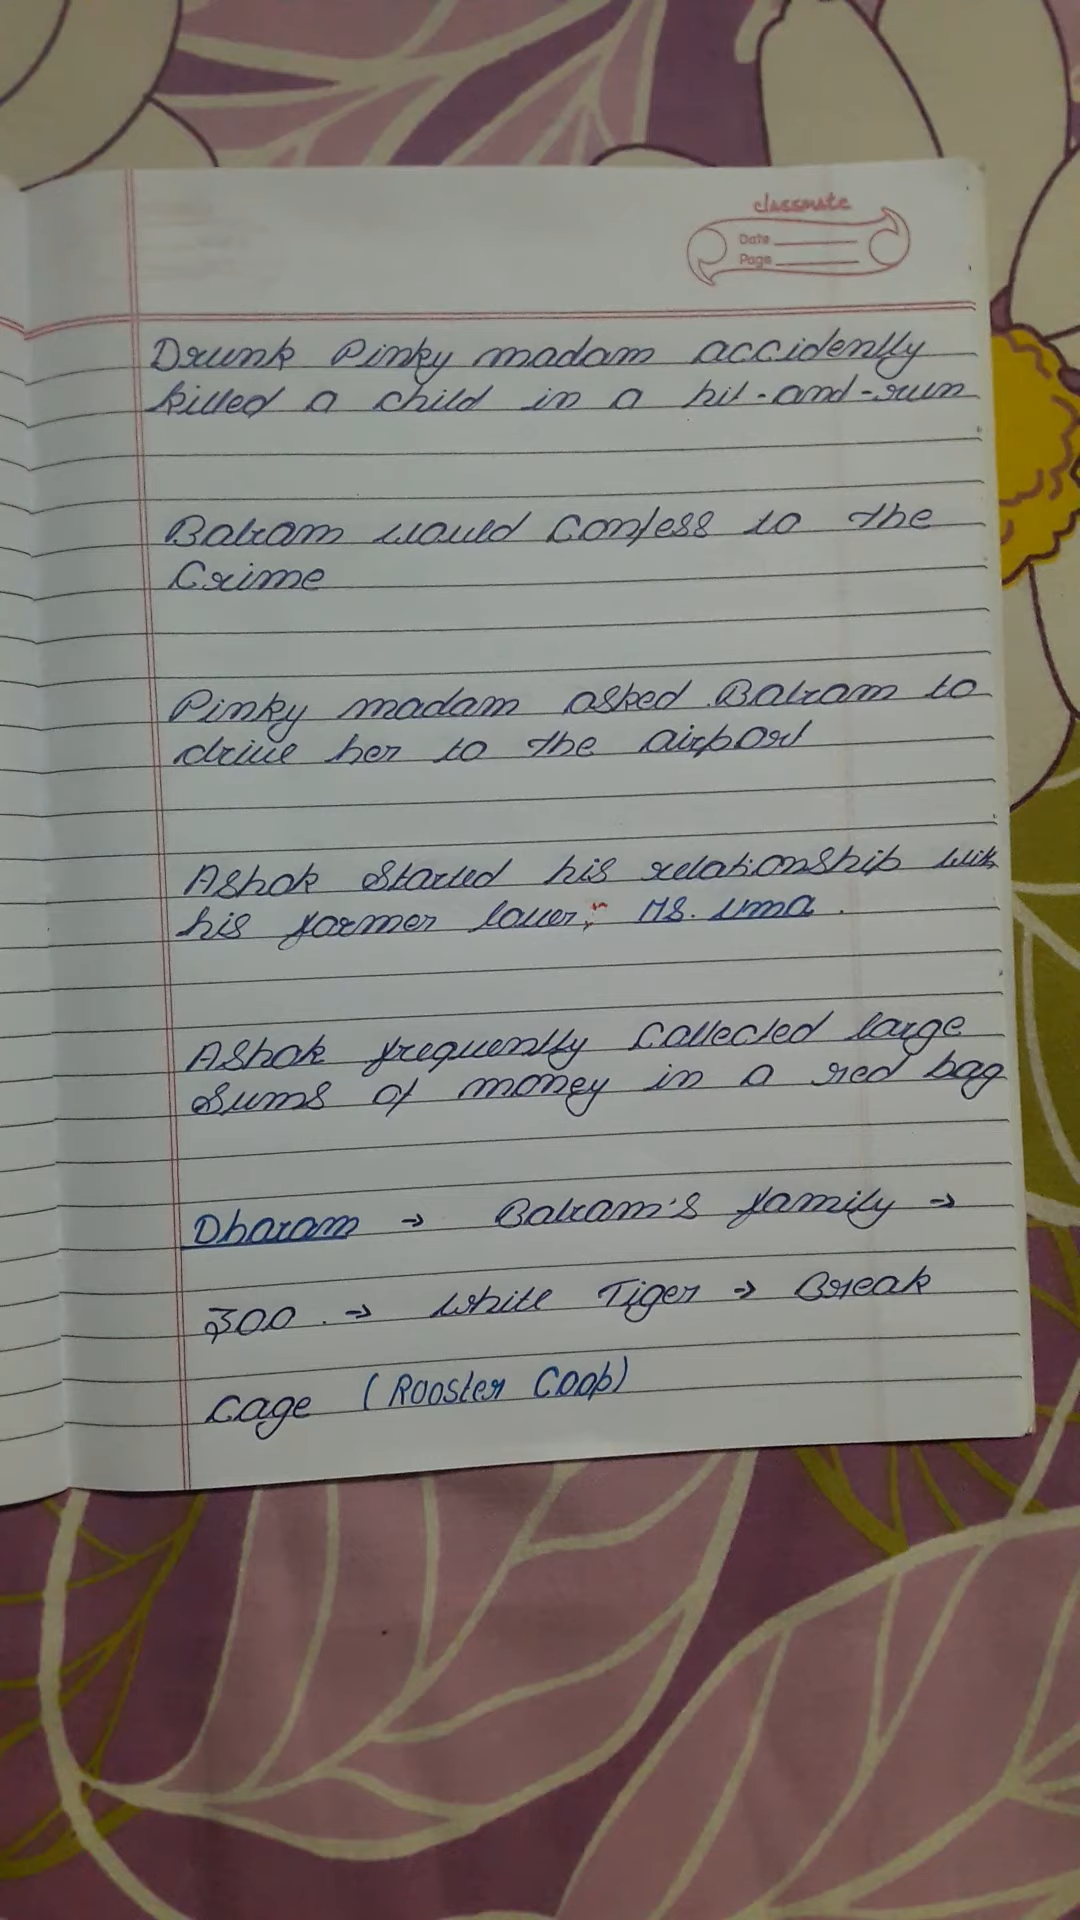 classmate
Date
Page
Drunk Pinky madam accidently
killed a child in a hit-and-run
Balram would Confess to the
Crime
Pinky madam asked Balram to
drive her to the airport
Ashok Started his relationship with
his former lover; MS. Uma.
Ashok frequently Collected large
Sums of money in a red bag
Dharam → Balram's family →
zoo. → White Tiger → Break
Cage (Rooster Coop)